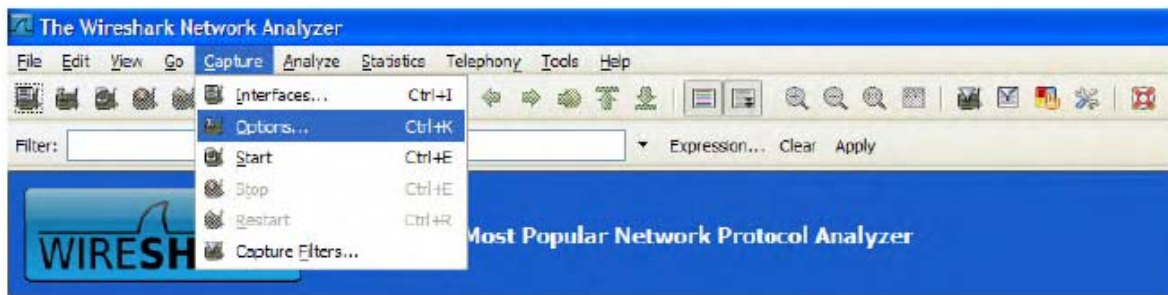 The Wireshark Network Analyzer
File Edit View Go Capture Analyze Statistics Telephony Tools Help
Interfaces... Ctrl+I
Options... Ctrl+K
Filter: Expression... Clear Apply
Start Ctrl+E
Stop Ctrl+E
Restart Ctrl+R
Capture Filters...
WIRESH
Most Popular Network Protocol Analyzer